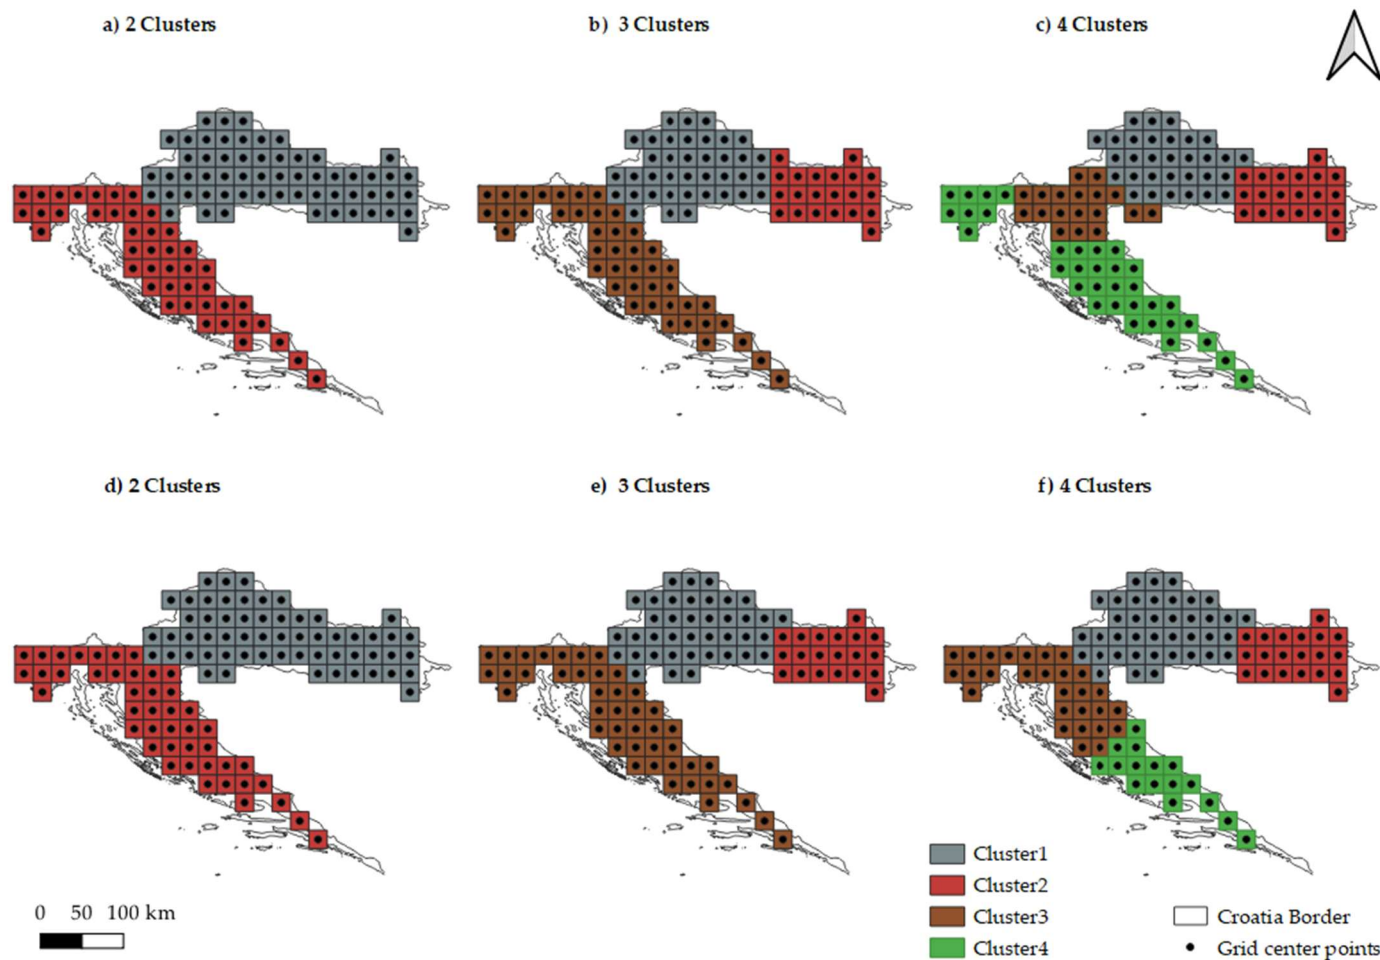 a) 2 Clusters
b) 3 Clusters
c) 4 Clusters
d) 2 Clusters
e) 3 Clusters
f) 4 Clusters
0 50 100 km
Cluster1
Cluster2
Cluster3
Cluster4
Croatia Border
Grid center points